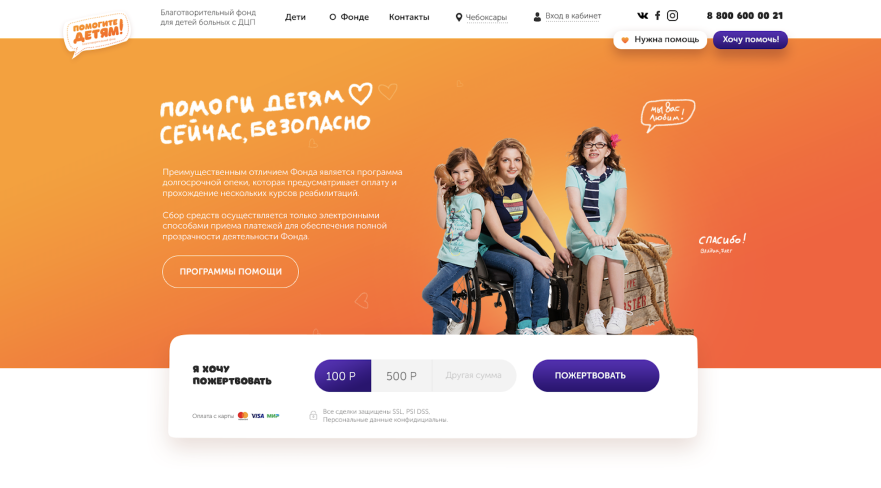 ПОМОГИТЕ
ДЕТЯМ!
Благотворительный фонд
для детей больных с ДЦП
Дети
О Фонде
Контакты
Чебоксары
Вход в кабинет
8 800 600 00 21
Нужна помощь
Хочу помочь!
ПОМОГИ ДЕТЯМ
СЕЙЧАС, БЕЗОПАСНО
Мы вас
любим!
Преимущественным отличием Фонда является программа
долгосрочной опеки, которая предусматривает оплату и
прохождение нескольких курсов реабилитаций.
Сбор средств осуществляется только электронными
способами приема платежей для обеспечения полной
прозрачности деятельности Фонда.
Спасибо!
ПРОГРАММЫ ПОМОЩИ
Я ХОЧУ
ПОЖЕРТВОВАТЬ
100 Р
500 Р
Другая сумма
ПОЖЕРТВОВАТЬ
Оплата с карты
VISA
МИР
Все сделки защищены SSL, PSI DSS.
Персональные данные конфидициальны.